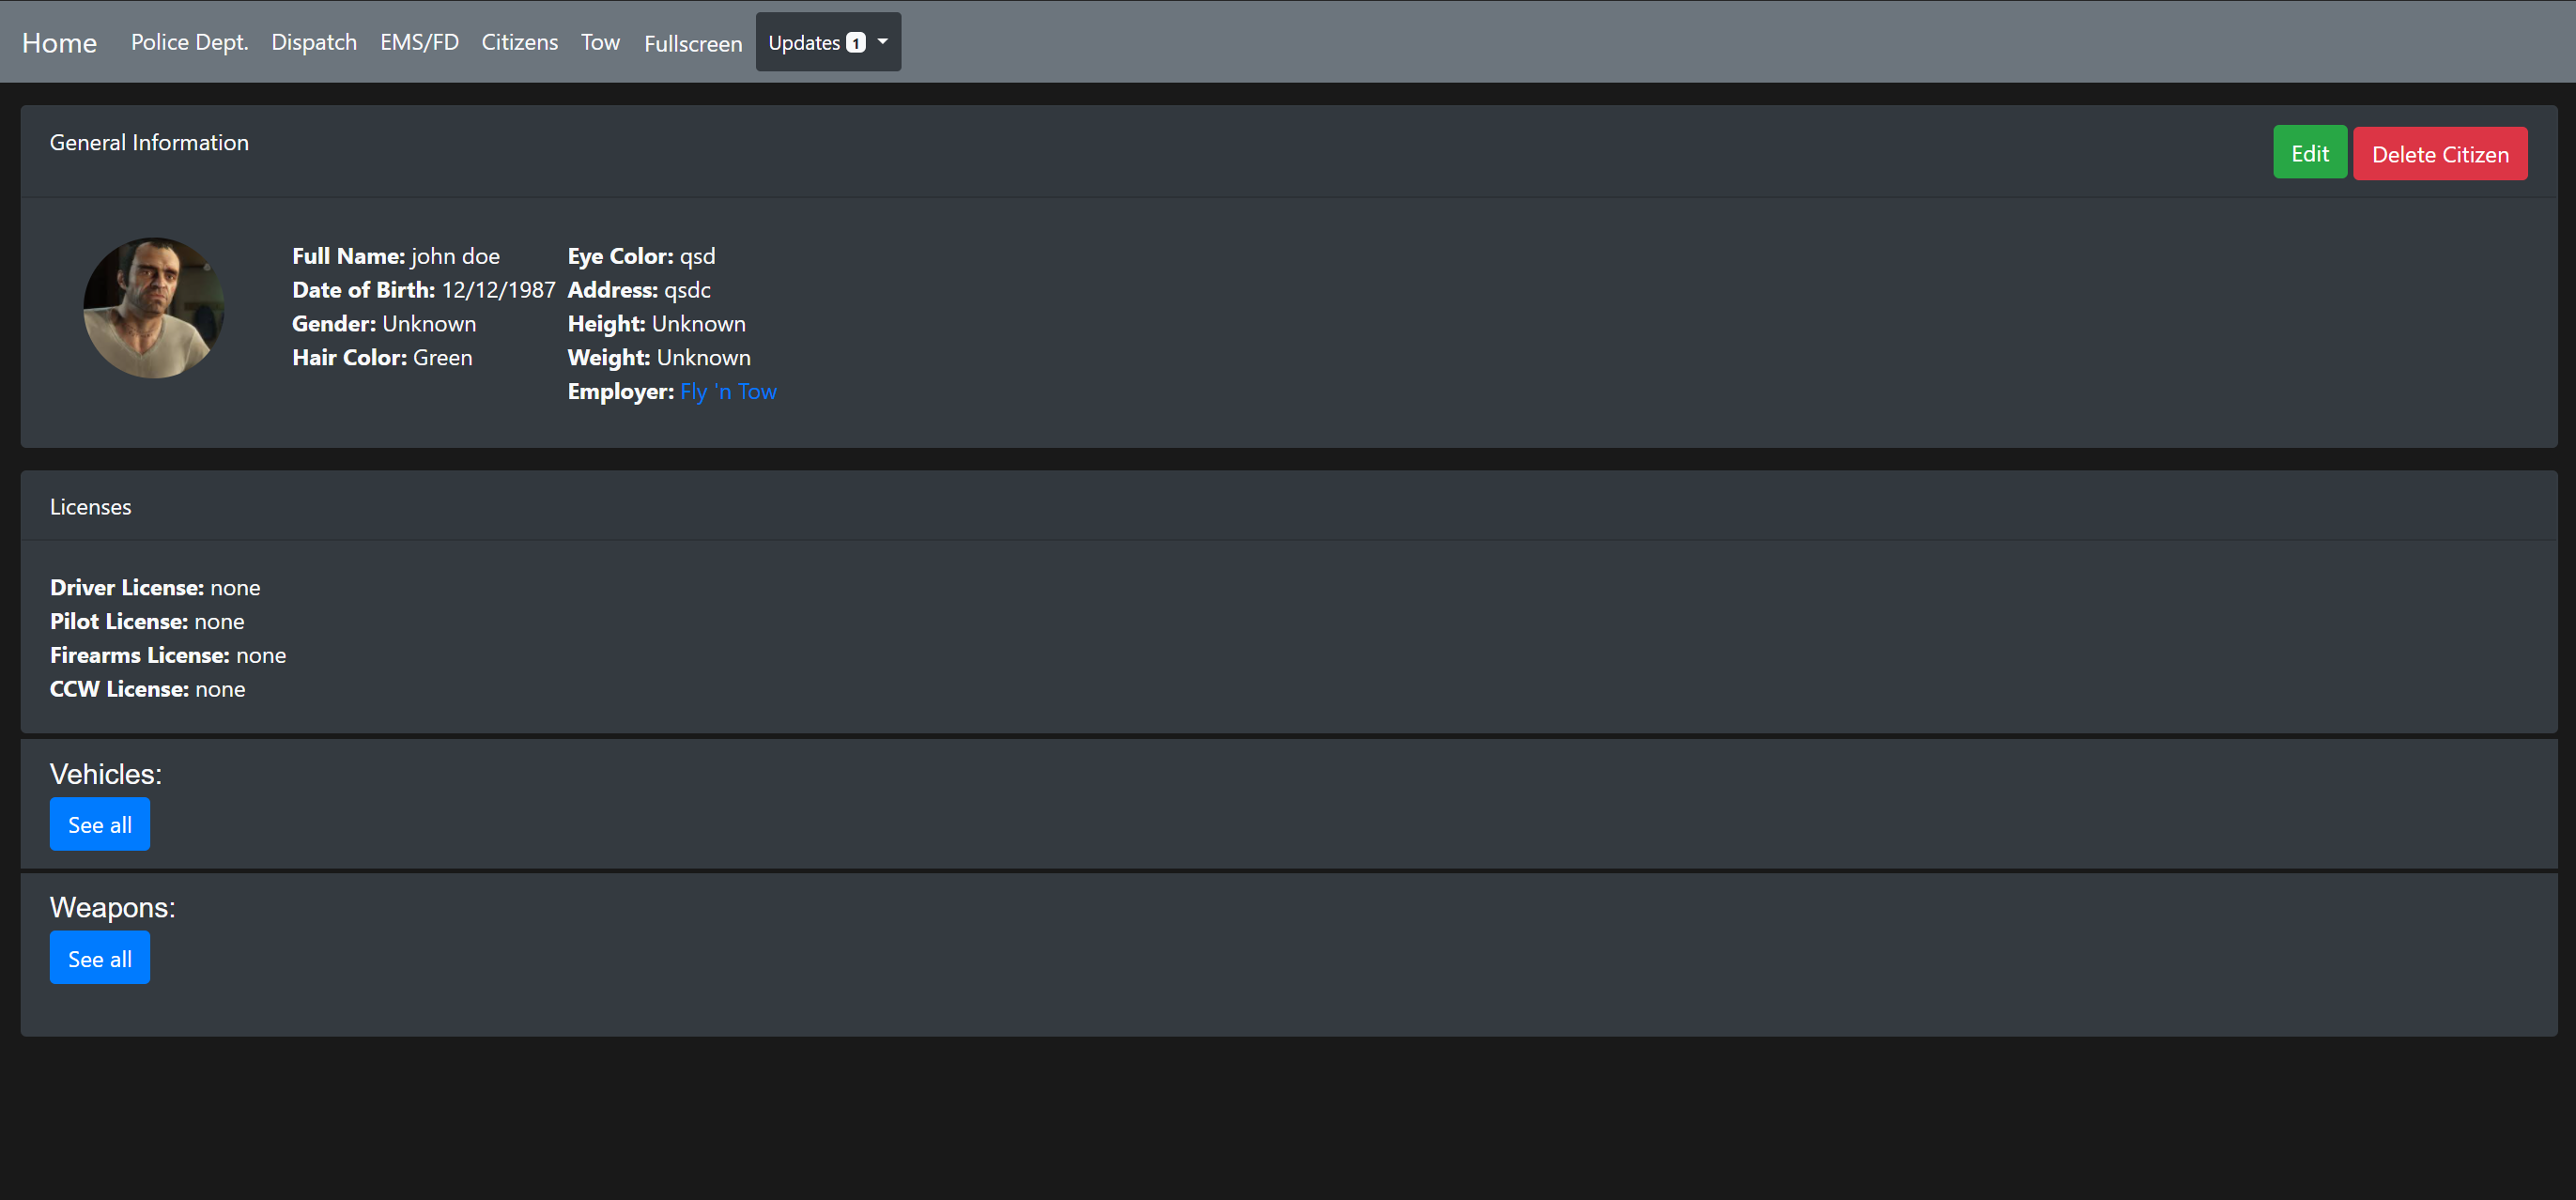 Home Police Dept. Dispatch EMS/FD Citizens Tow Fullscreen Updates 1
General Information
Edit Delete Citizen
Full Name: john doe
Date of Birth: 12/12/1987
Gender: Unknown
Hair Color: Green
Eye Color: qsd
Address: qsdc
Height: Unknown
Weight: Unknown
Employer: Fly 'n Tow
Licenses
Driver License: none
Pilot License: none
Firearms License: none
CCW License: none
Vehicles:
See all
Weapons:
See all